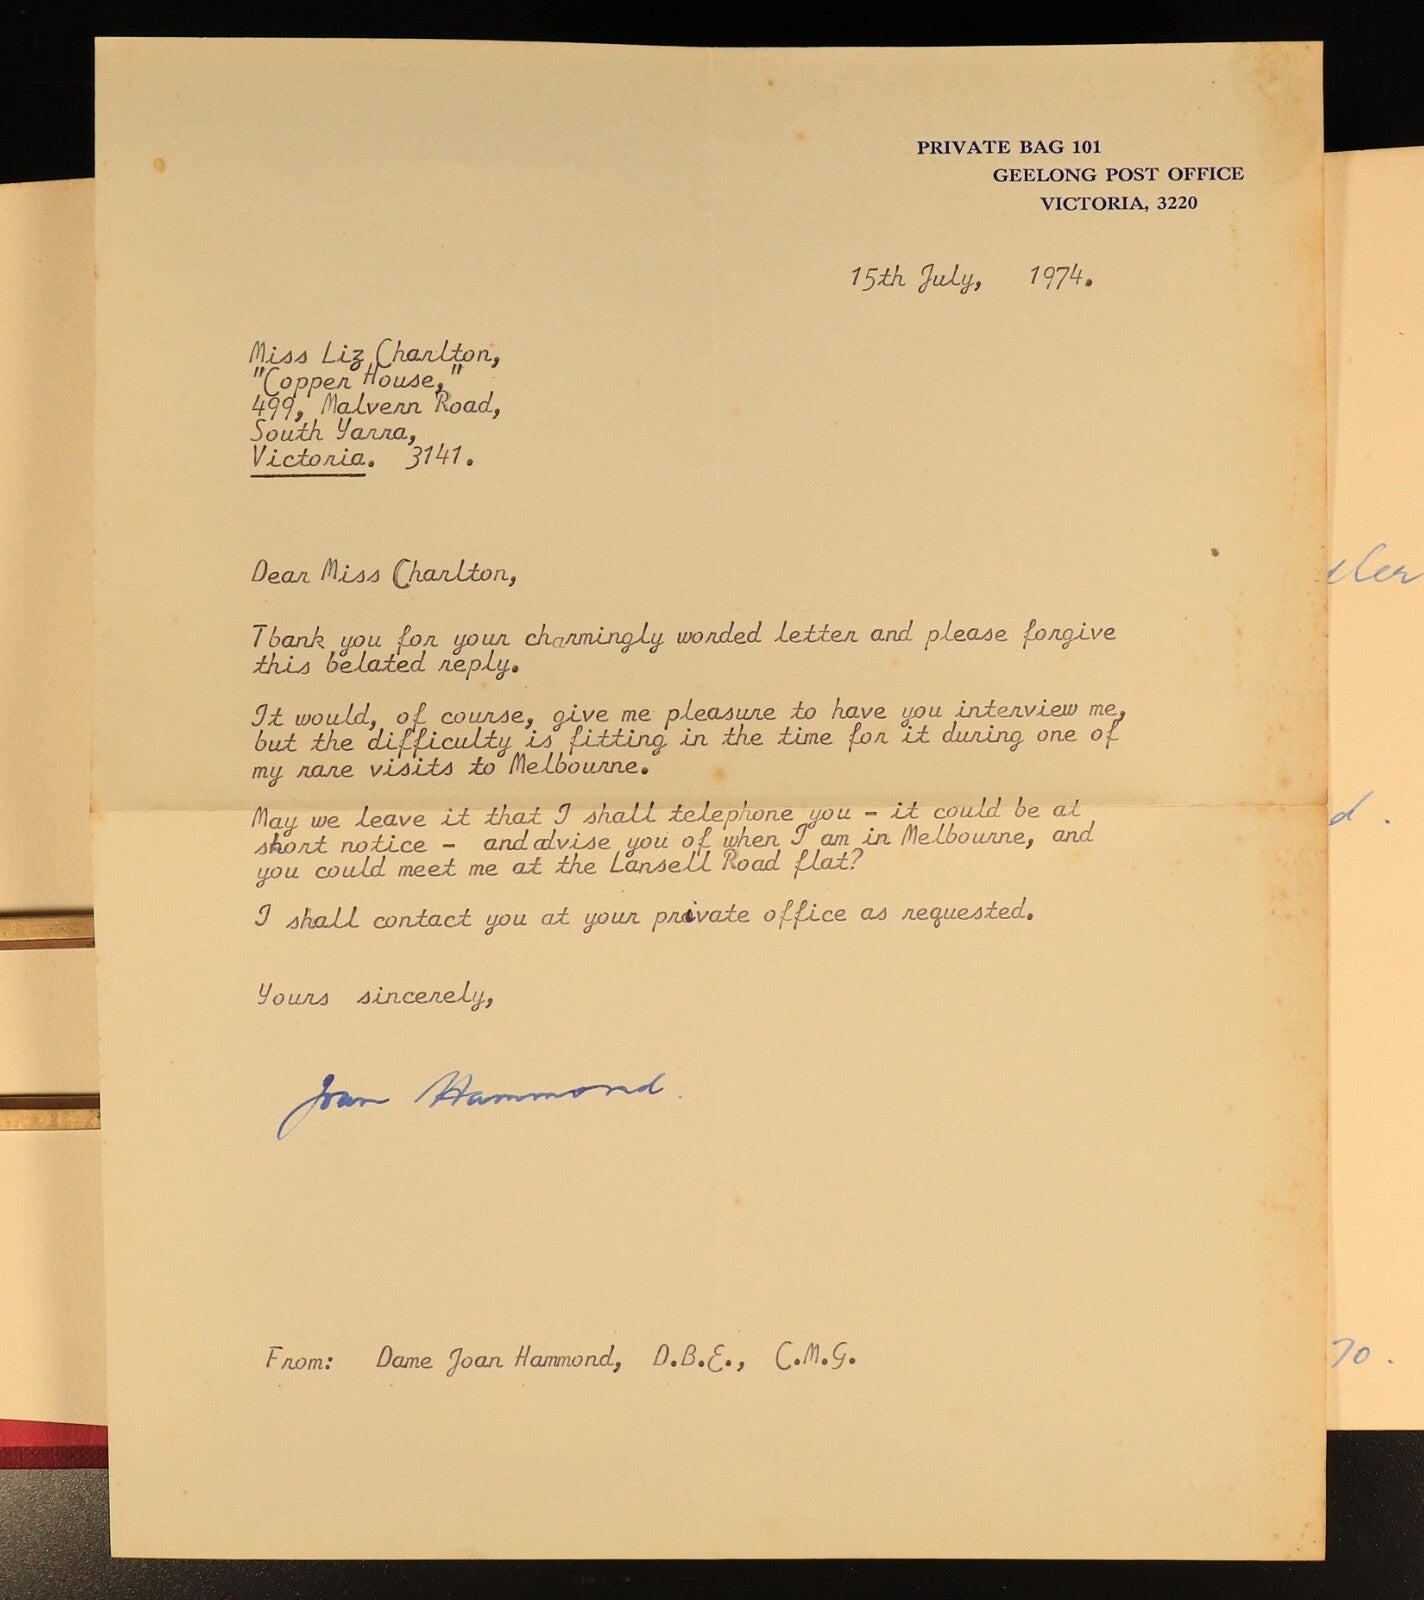 PRIVATE BAG 101
GEELONG POST OFFICE
VICTORIA, 3220
15th July, 1974.
Miss Liz Charlton,
"Copper House,"
499, Malvern Road,
South Yarra,
Victoria. 3141.
Dear Miss Charlton,
Tbank you for your charmingly worded letter and please forgive
this belated reply.
It would, of course, give me pleasure to have you interview me,
but the difficulty is fitting in the time for it during one of
my rare visits to Melbourne.
May we leave it that I shall telephone you - it could be at
short notice - and advise you of when I am in Melbourne, and
you could meet me at the Lansell Road flat?
I shall contact you at your private office as requested.
Yours sincerely,
Joan Hammond.
From: Dame Joan Hammond, D.B.E., C.M.G.